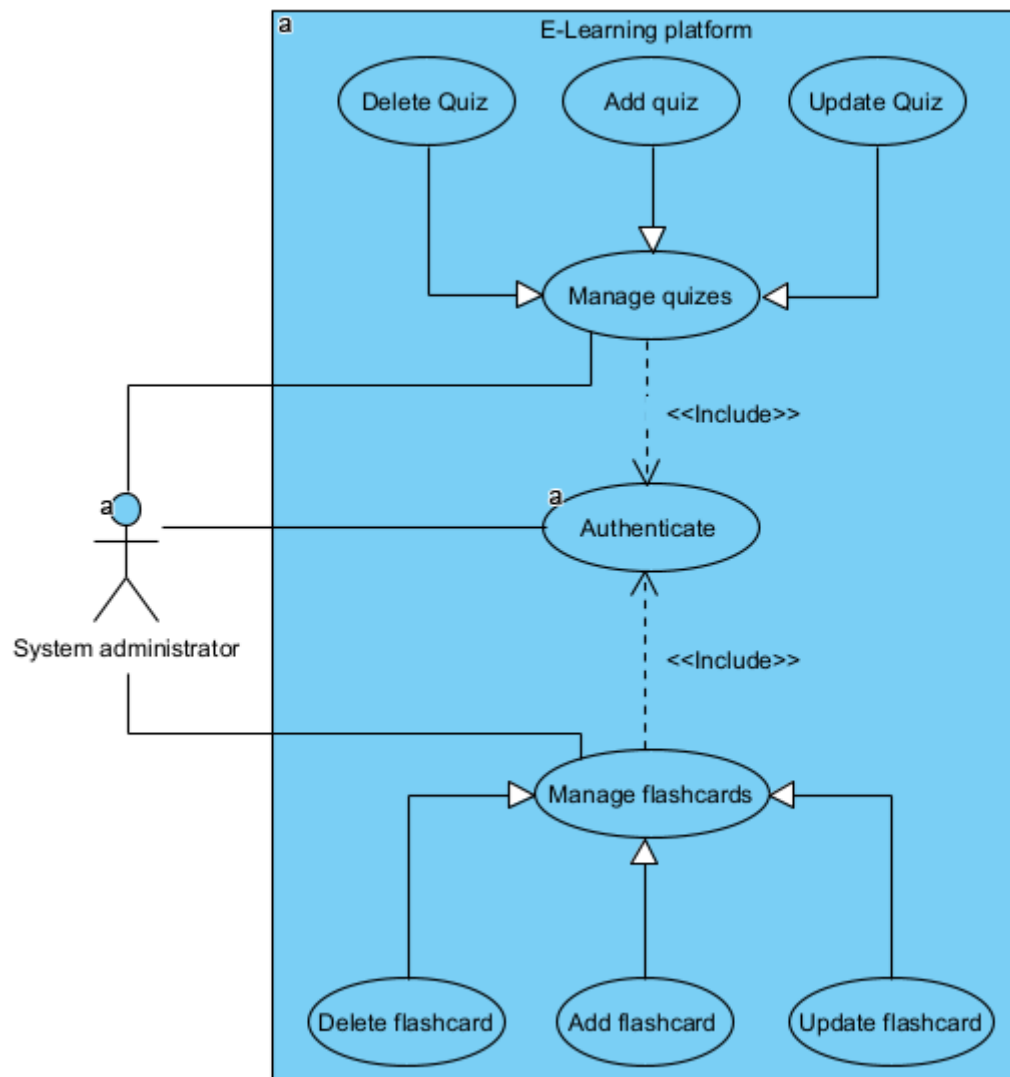 a
E-Learning platform
Delete Quiz
Add quiz
Update Quiz
Manage quizes
<<Include>>
a
a
Authenticate
System administrator
<<Include>>
Manage flashcards
Delete flashcard
Add flashcard
Update flashcard